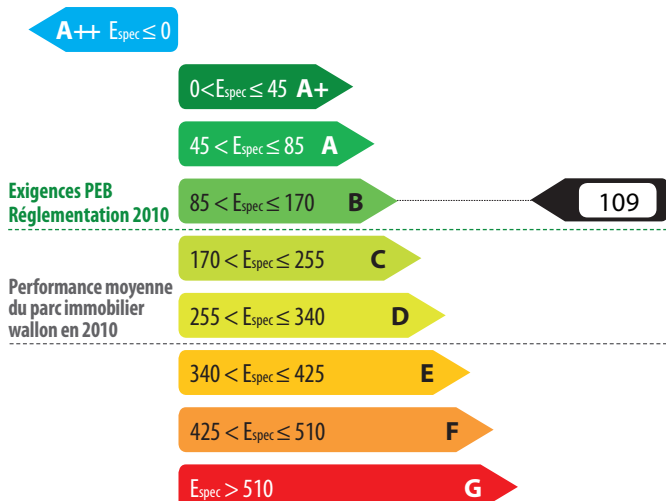 A++ Espec ≤ 0
0<Espec ≤ 45 A+
45 < Espec ≤ 85 A
Exigences PEB
Réglementation 2010
85 < Espec ≤ 170 B
109
170 < Espec ≤ 255 C
Performance moyenne
du parc immobilier
wallon en 2010
255 < Espec ≤ 340 D
340 < Espec ≤ 425 E
425 < Espec ≤ 510 F
Espec > 510 G